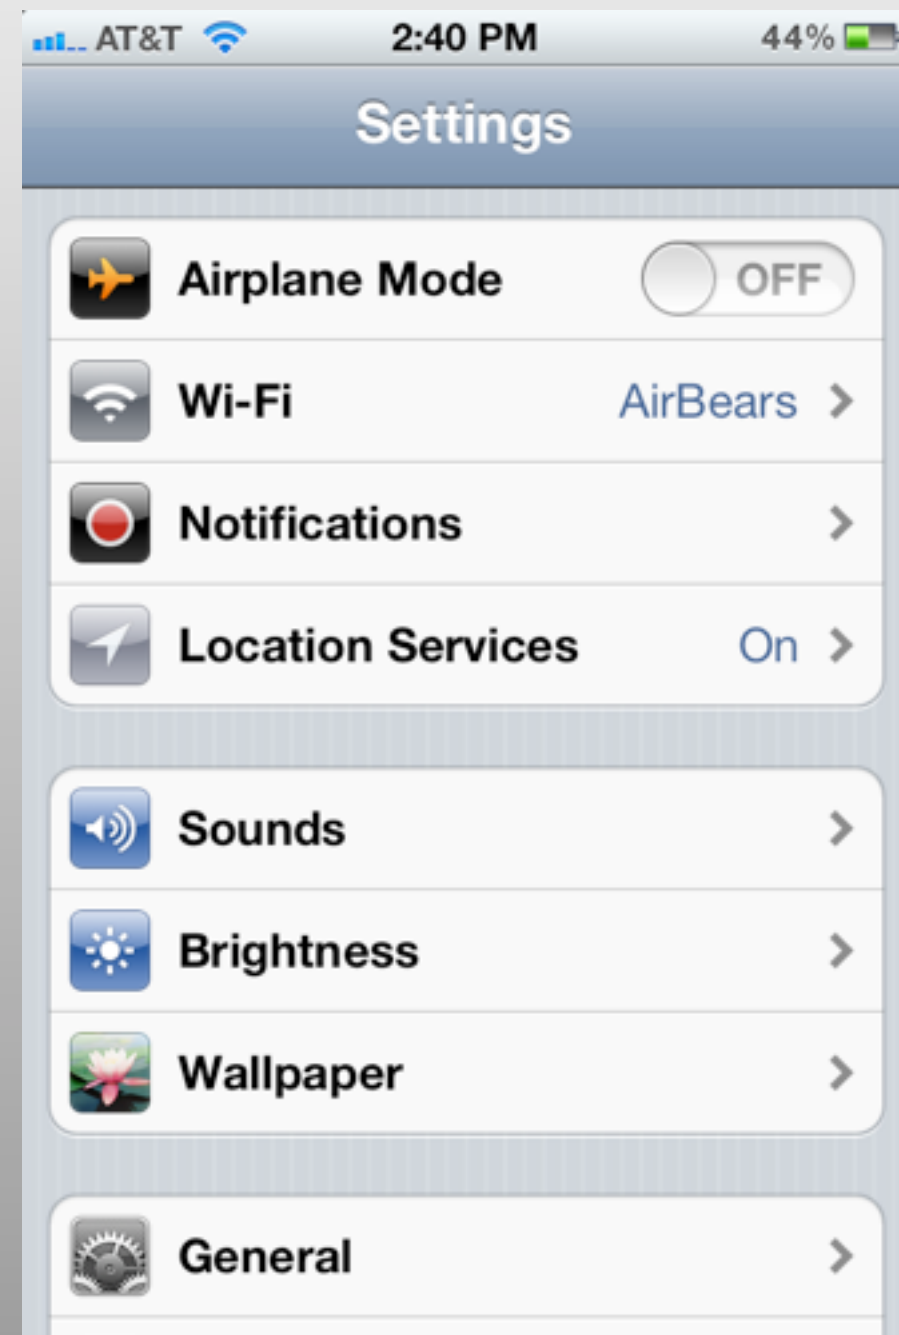 AT&T 2:40 PM 44%
Settings
Airplane Mode OFF
Wi-Fi AirBears
Notifications
Location Services On
Sounds
Brightness
Wallpaper
General